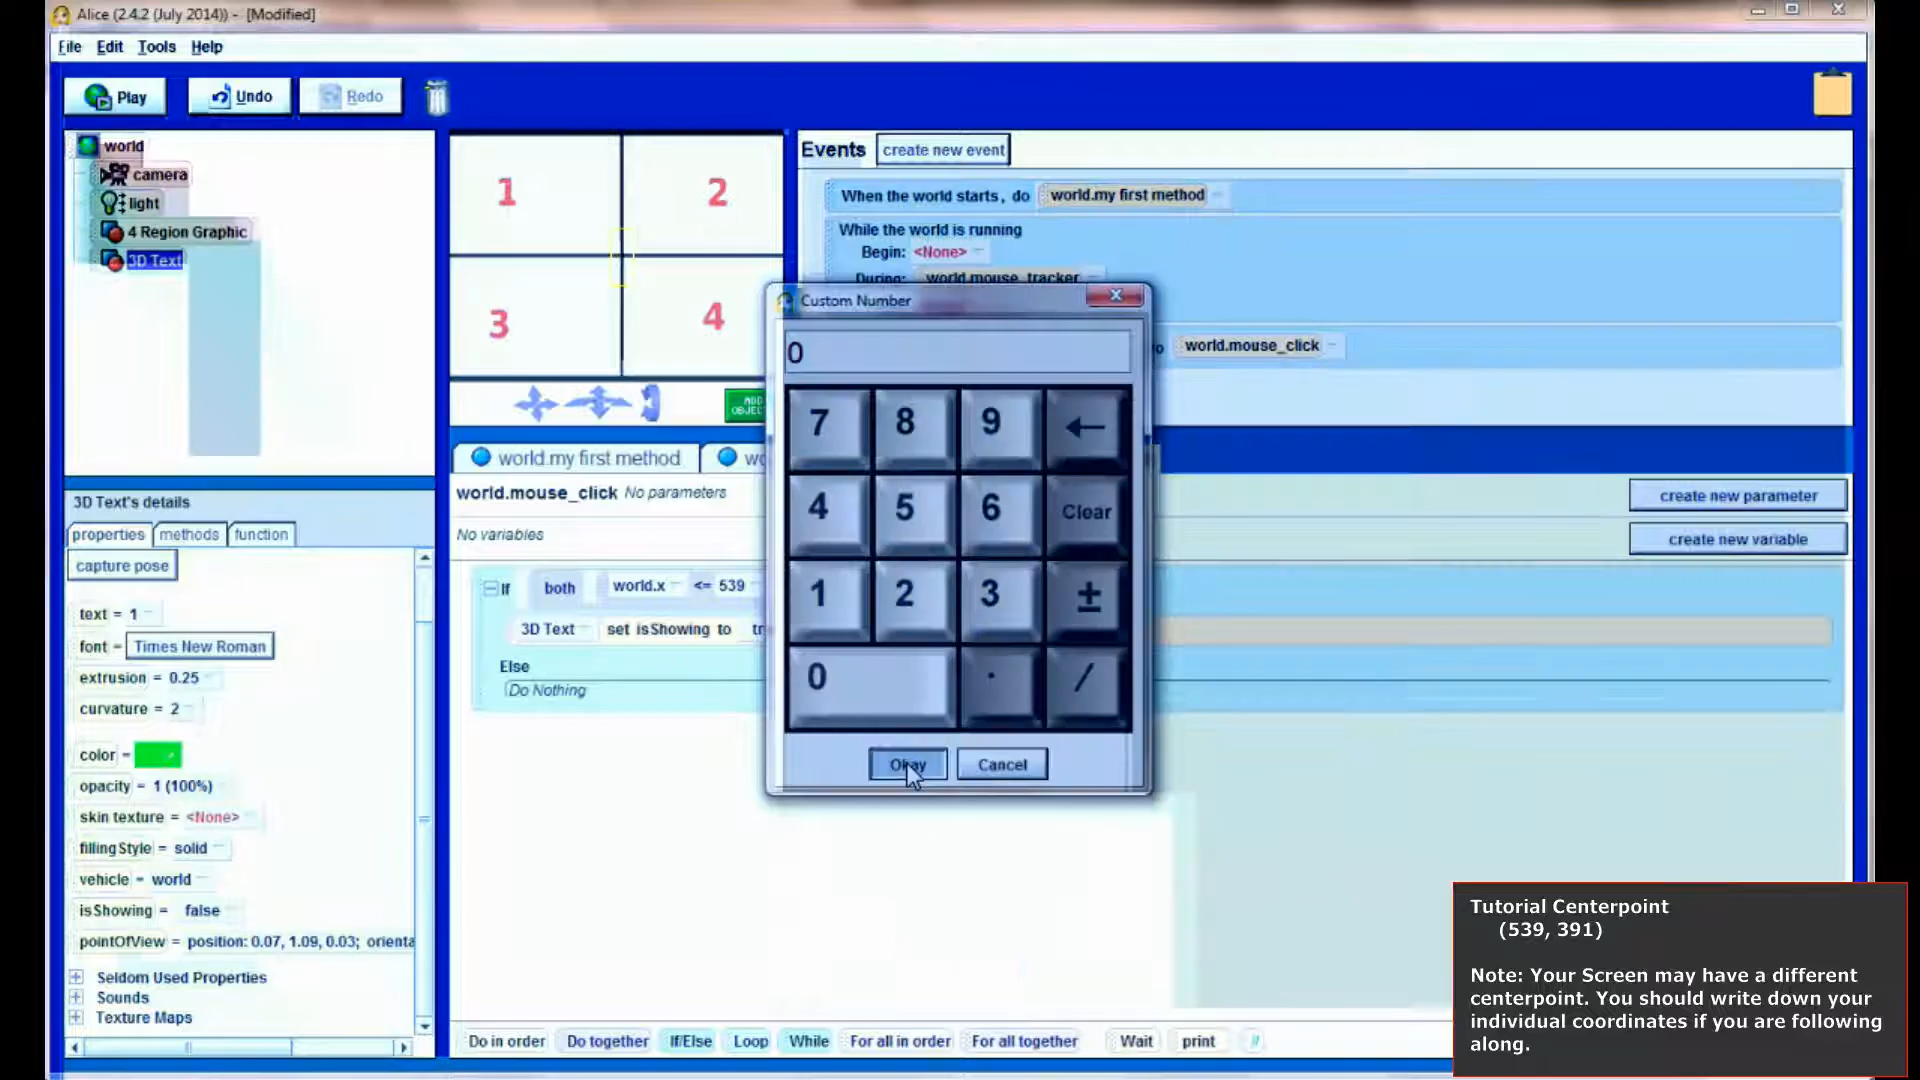 Alice (2.4.2 (July 2014)) - [Modified]
File Edit Tools Help
Play Undo Redo
world
camera
light
4 Region Graphic
3D Text
1 2
3 4
Events create new event
When the world starts, do world.my first method
While the world is running
Begin: <None>
During: world.mouse_tracker
world.mouse_click
Custom Number
0
7 8 9 ←
4 5 6 Clear
1 2 3 ±
0 . /
Okay Cancel
3D Text's details
properties methods function
capture pose
text = 1
font = Times New Roman
extrusion = 0.25
curvature = 2
color =
opacity = 1 (100%)
skin texture = <None>
fillingStyle = solid
vehicle = world
isShowing = false
pointOfView = position: 0.07, 1.09, 0.03; orienta
Seldom Used Properties
Sounds
Texture Maps
world.my first method
world.mouse_click No parameters
create new parameter
No variables
create new variable
If both world.x <= 539
3D Text set isShowing to
Else
Do Nothing
Do in order Do together If/Else Loop While For all in order For all together Wait print //
Tutorial Centerpoint
(539, 391)
Note: Your Screen may have a different
centerpoint. You should write down your
individual coordinates if you are following
along.